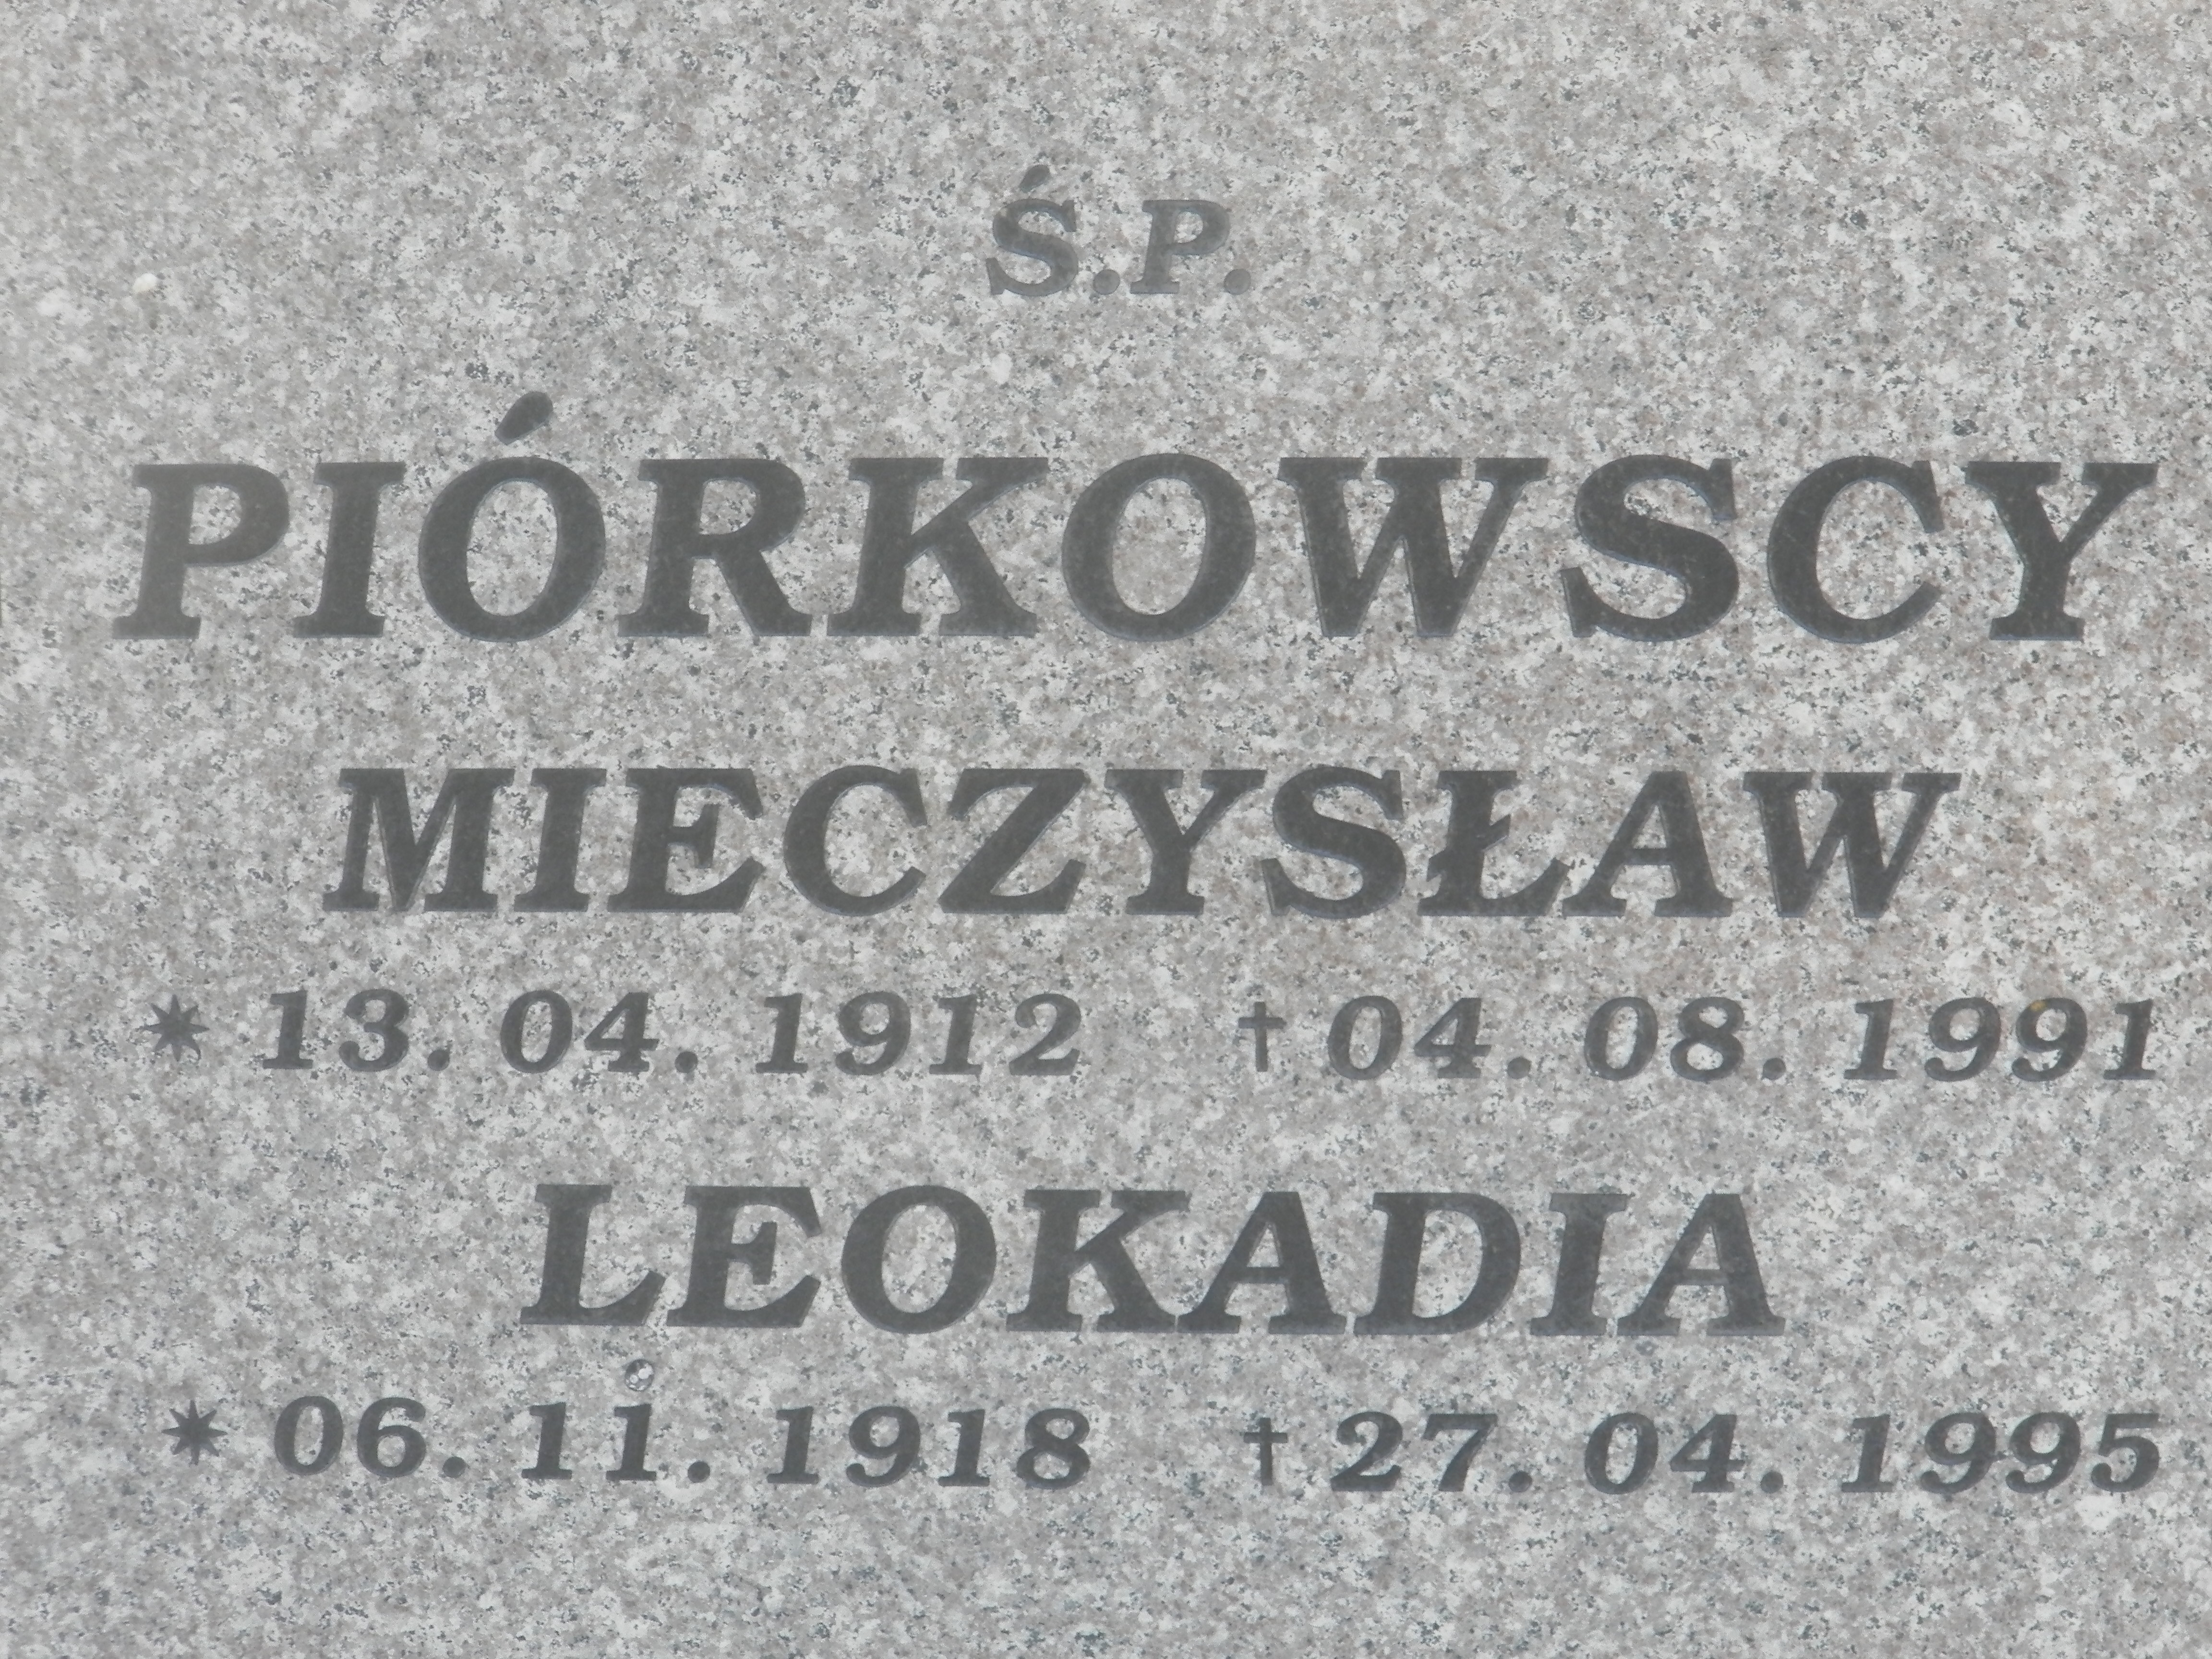 Ś.P.
PIÓRKOWSCY
MIECZYSŁAW
* 13. 04. 1912 † 04. 08. 1991
LEOKADIA
* 06. 11. 1918 † 27. 04. 1995